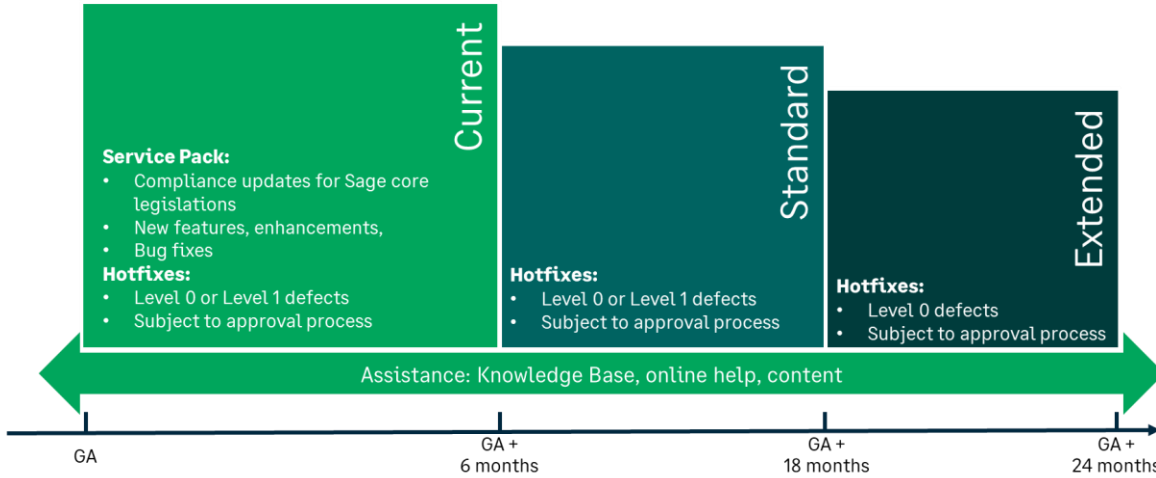 Current
Service Pack:
• Compliance updates for Sage core
legislations
• New features, enhancements,
• Bug fixes
Hotfixes:
• Level 0 or Level 1 defects
• Subject to approval process
Standard
Hotfixes:
• Level 0 or Level 1 defects
• Subject to approval process
Extended
Hotfixes:
• Level 0 defects
• Subject to approval process
Assistance: Knowledge Base, online help, content
GA
GA +
6 months
GA +
18 months
GA +
24 months